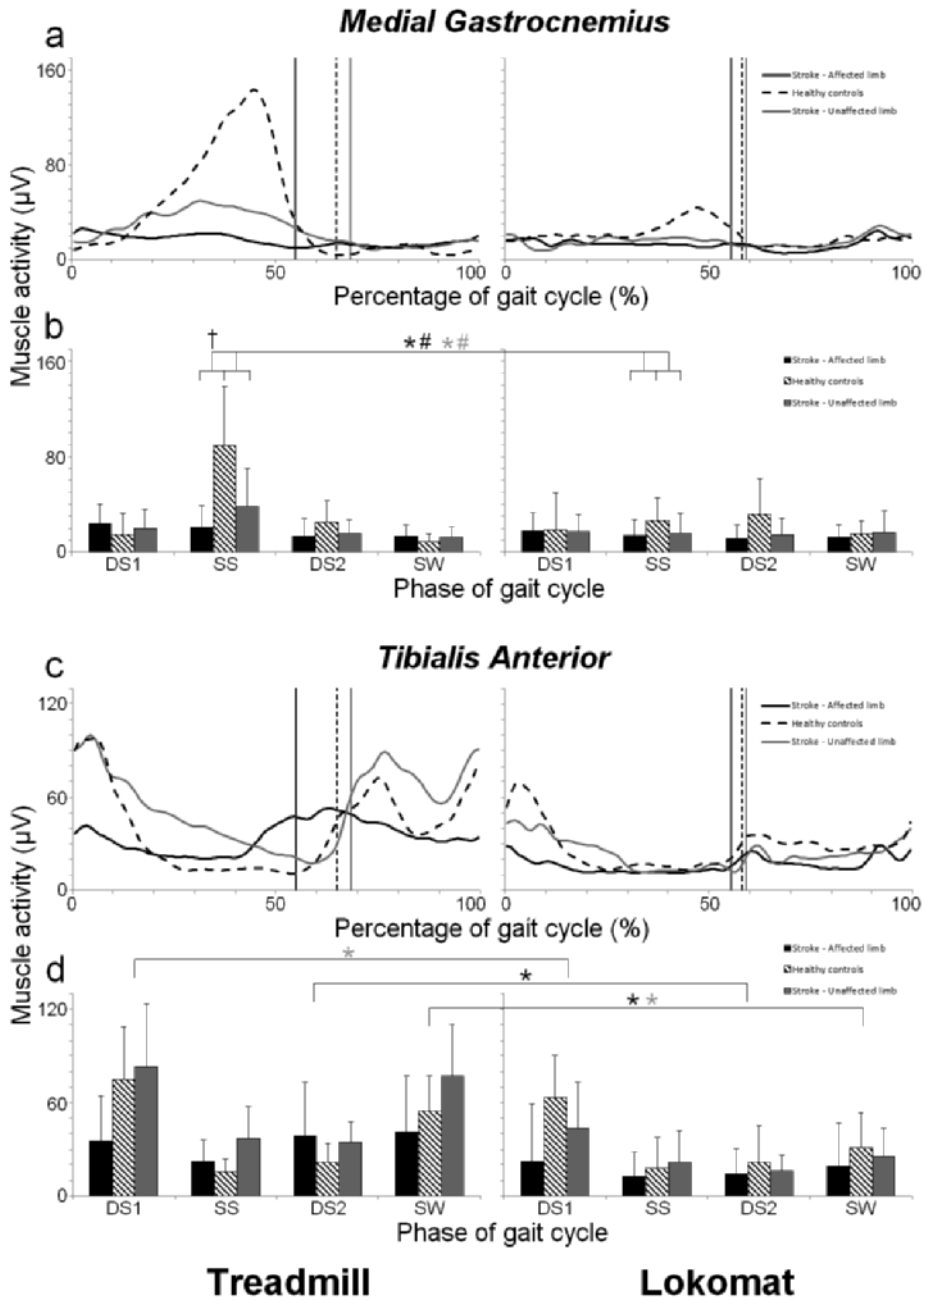 a
Medial Gastrocnemius
160
80
0
Muscle activity (µV)
Stroke - Affected limb
Healthy controls
Stroke - Unaffected limb
0 50 100
0 50 100
Percentage of gait cycle (%)
b
† *# *#
160
80
0
Stroke - Affected limb
Healthy controls
Stroke - Unaffected limb
DS1 SS DS2 SW
DS1 SS DS2 SW
Phase of gait cycle
c
Tibialis Anterior
120
60
0
Muscle activity (µV)
Stroke - Affected limb
Healthy controls
Stroke - Unaffected limb
0 50 100
0 50 100
Percentage of gait cycle (%)
d
*
*
* *
120
60
0
Stroke - Affected limb
Healthy controls
Stroke - Unaffected limb
DS1 SS DS2 SW
DS1 SS DS2 SW
Phase of gait cycle
Treadmill Lokomat